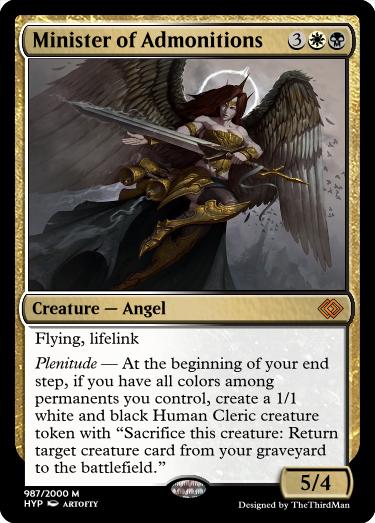 Minister of Admonitions 3
Creature — Angel
Flying, lifelink
Plenitude — At the beginning of your end
step, if you have all colors among
permanents you control, create a 1/1
white and black Human Cleric creature
token with “Sacrifice this creature: Return
target creature card from your graveyard
to the battlefield.”
5/4
987/2000 M
HYP ARTOFTY
Designed by TheThirdMan